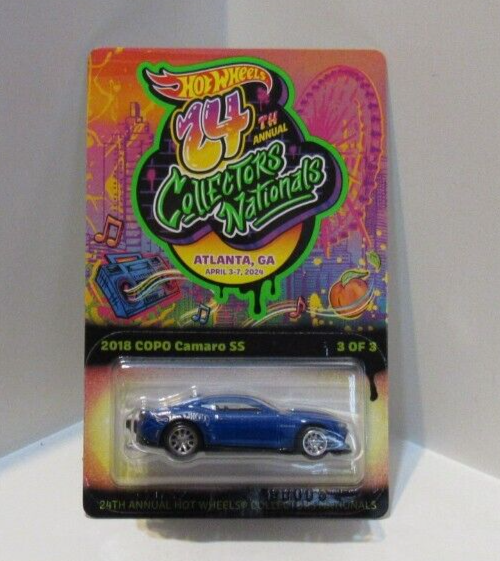 HOT WHEELS
24TH
ANNUAL
COLLECTORS
NATIONALS
ATLANTA, GA
APRIL 3-7, 2024
2018 COPO Camaro SS 3 OF 3
24TH ANNUAL HOT WHEELS® COLLECTORS NATIONALS